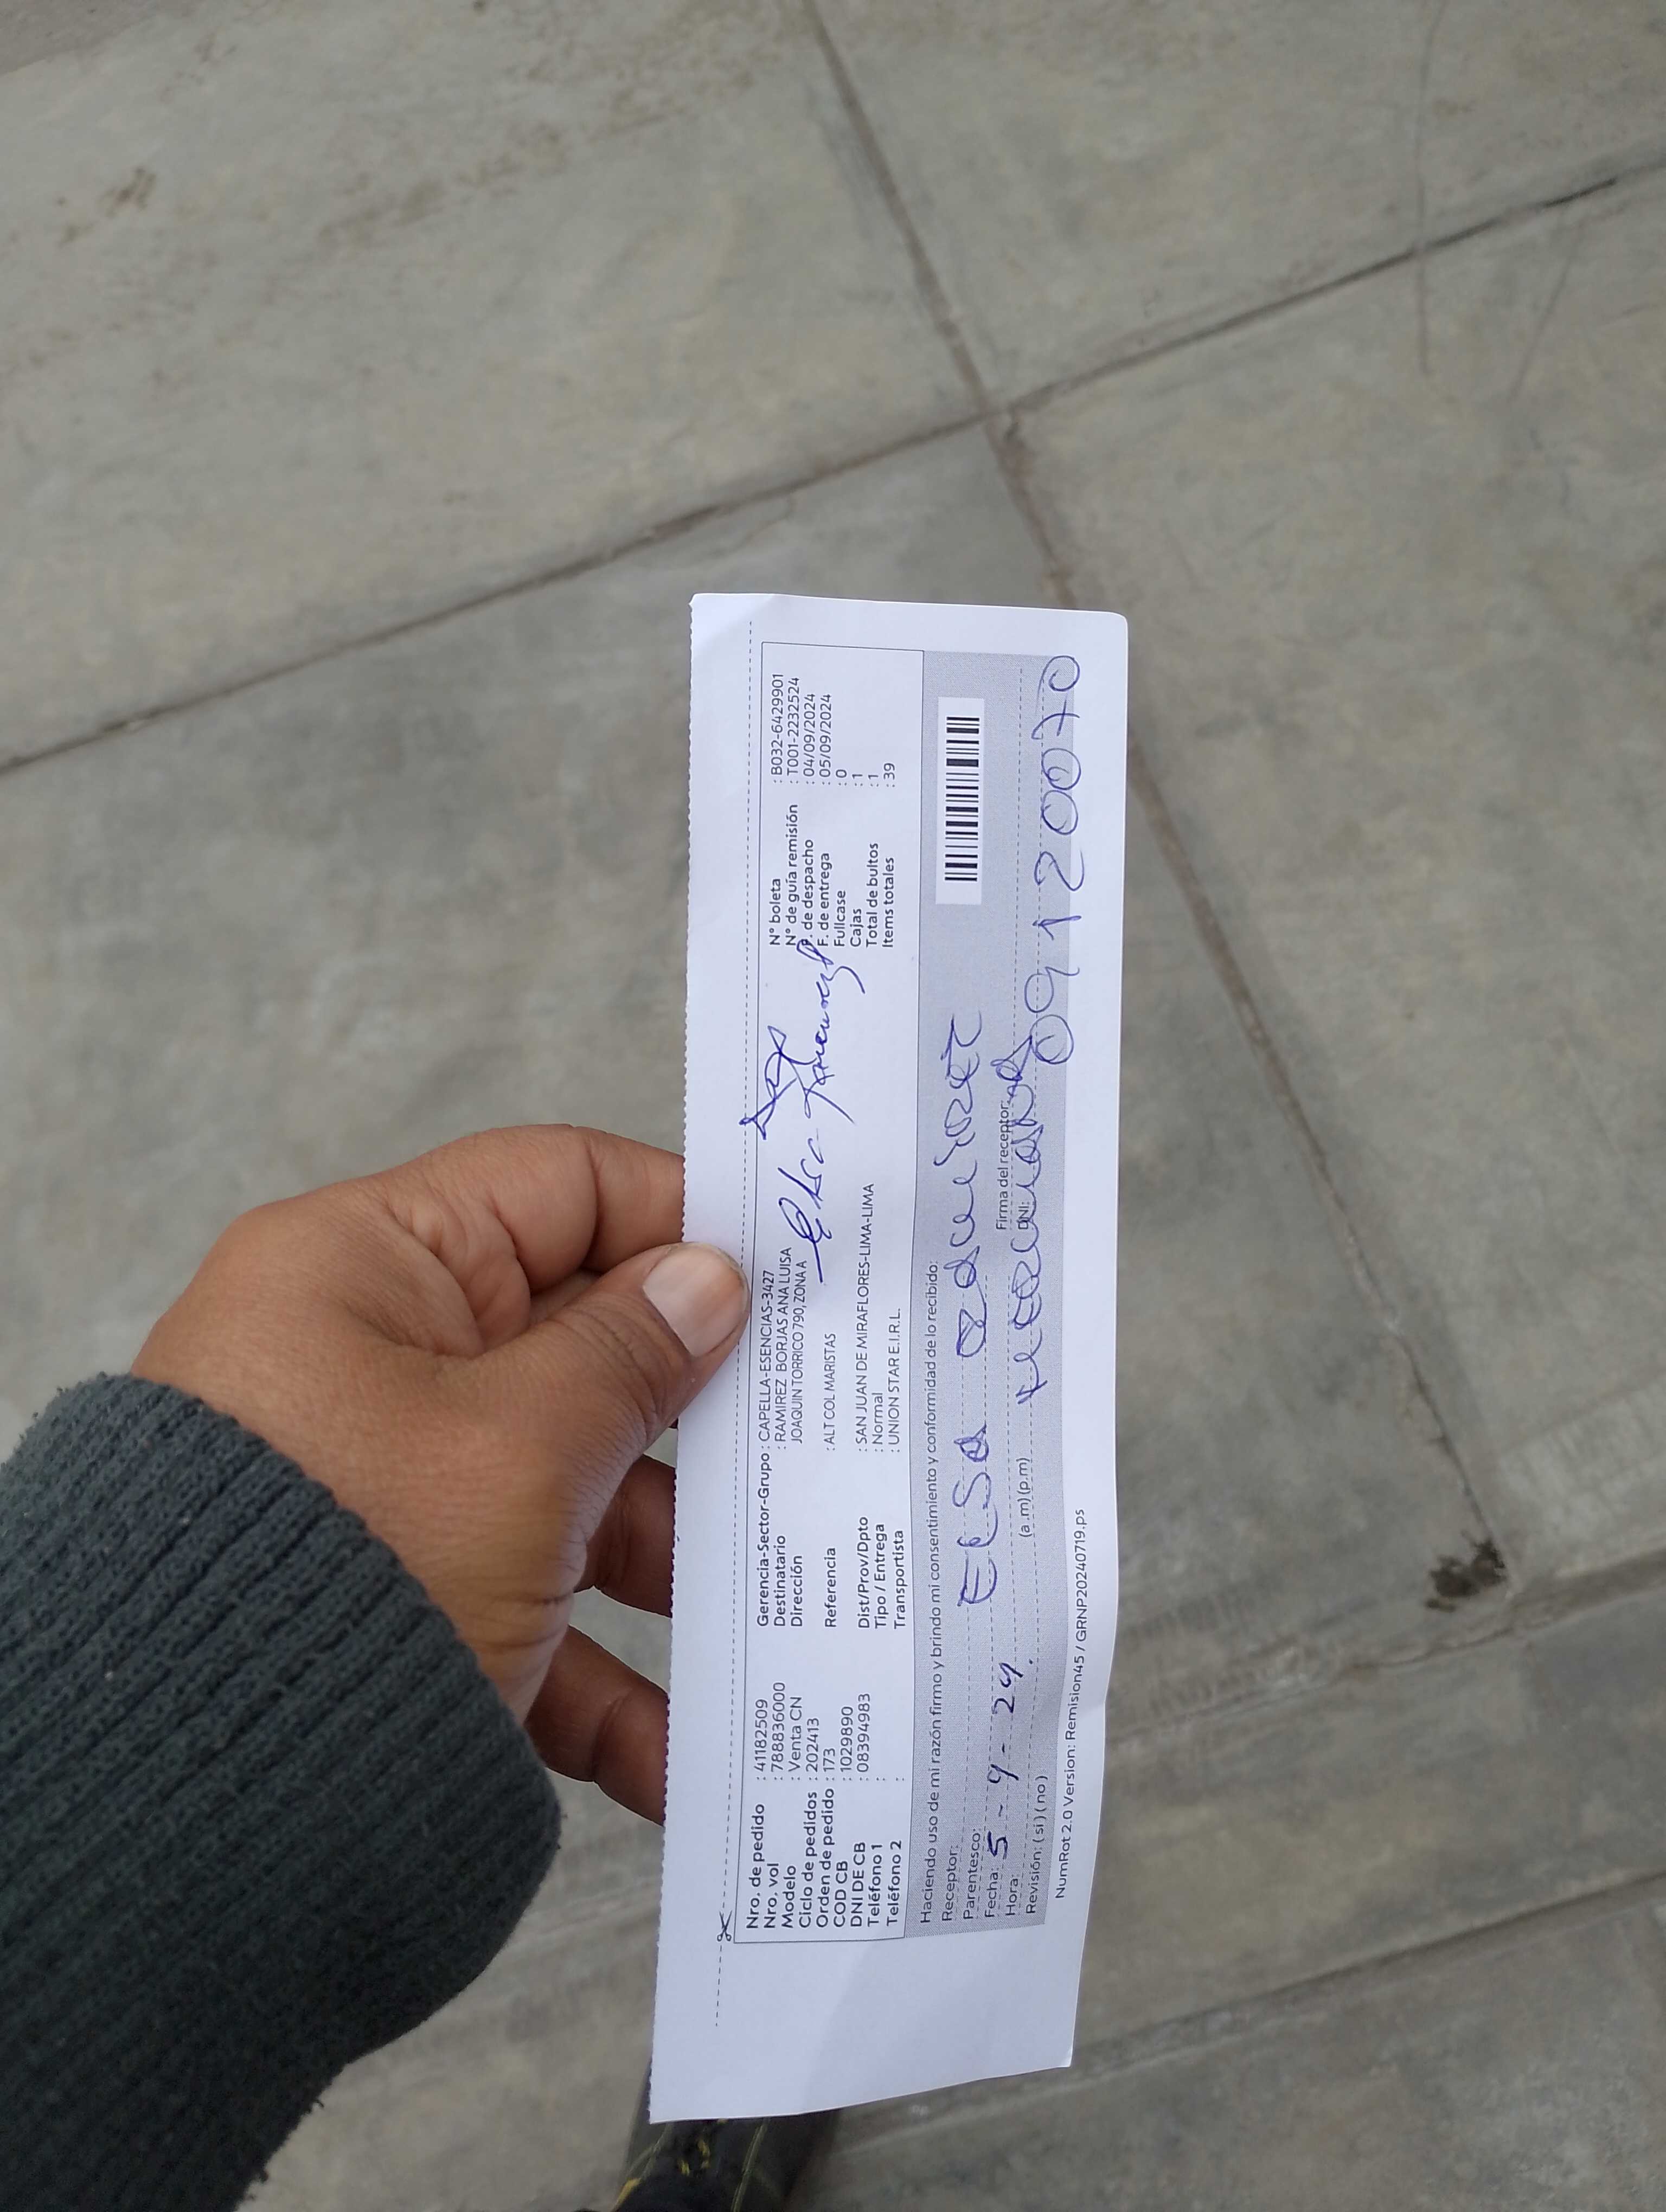 Nro. de pedido : 41182509
Nro. vol : 788836000
Modelo : Venta CN
Ciclo de pedidos : 202413
Orden de pedido : 173
COD CB : 1029890
DNI DE CB : 08394983
Teléfono 1 :
Teléfono 2 :
Gerencia-Sector-Grupo : CAPELLA-ESENCIAS-3427
Destinatario : RAMIREZ BORJAS ANA LUISA
Dirección JOAQUIN TORRICO 790, ZONA A
Referencia : ALT COL MARISTAS
Dist/Prov/Dpto : SAN JUAN DE MIRAFLORES-LIMA-LIMA
Tipo / Entrega : Normal
Transportista : UNION STAR E.I.R.L.
Elsa
N° boleta : B032-6429901
N° de guía remisión : T001-2232524
F. de despacho : 04/09/2024
F. de entrega : 05/09/2024
Fullcase : 0
Cajas : 1
Total de bultos : 1
Items totales : 39
Haciendo uso de mi razón firmo y brindo mi consentimiento y conformidad de lo recibido:
Receptor: ELSA
Parentesco:
Fecha: 5 - 9 - 24
Firma del receptor:
Hora: (a.m) (p.m)
DNI: 09120070
Revisión: ( si ) ( no )
NumRot 2.0 Version: Remision45 / GRNP20240719.ps